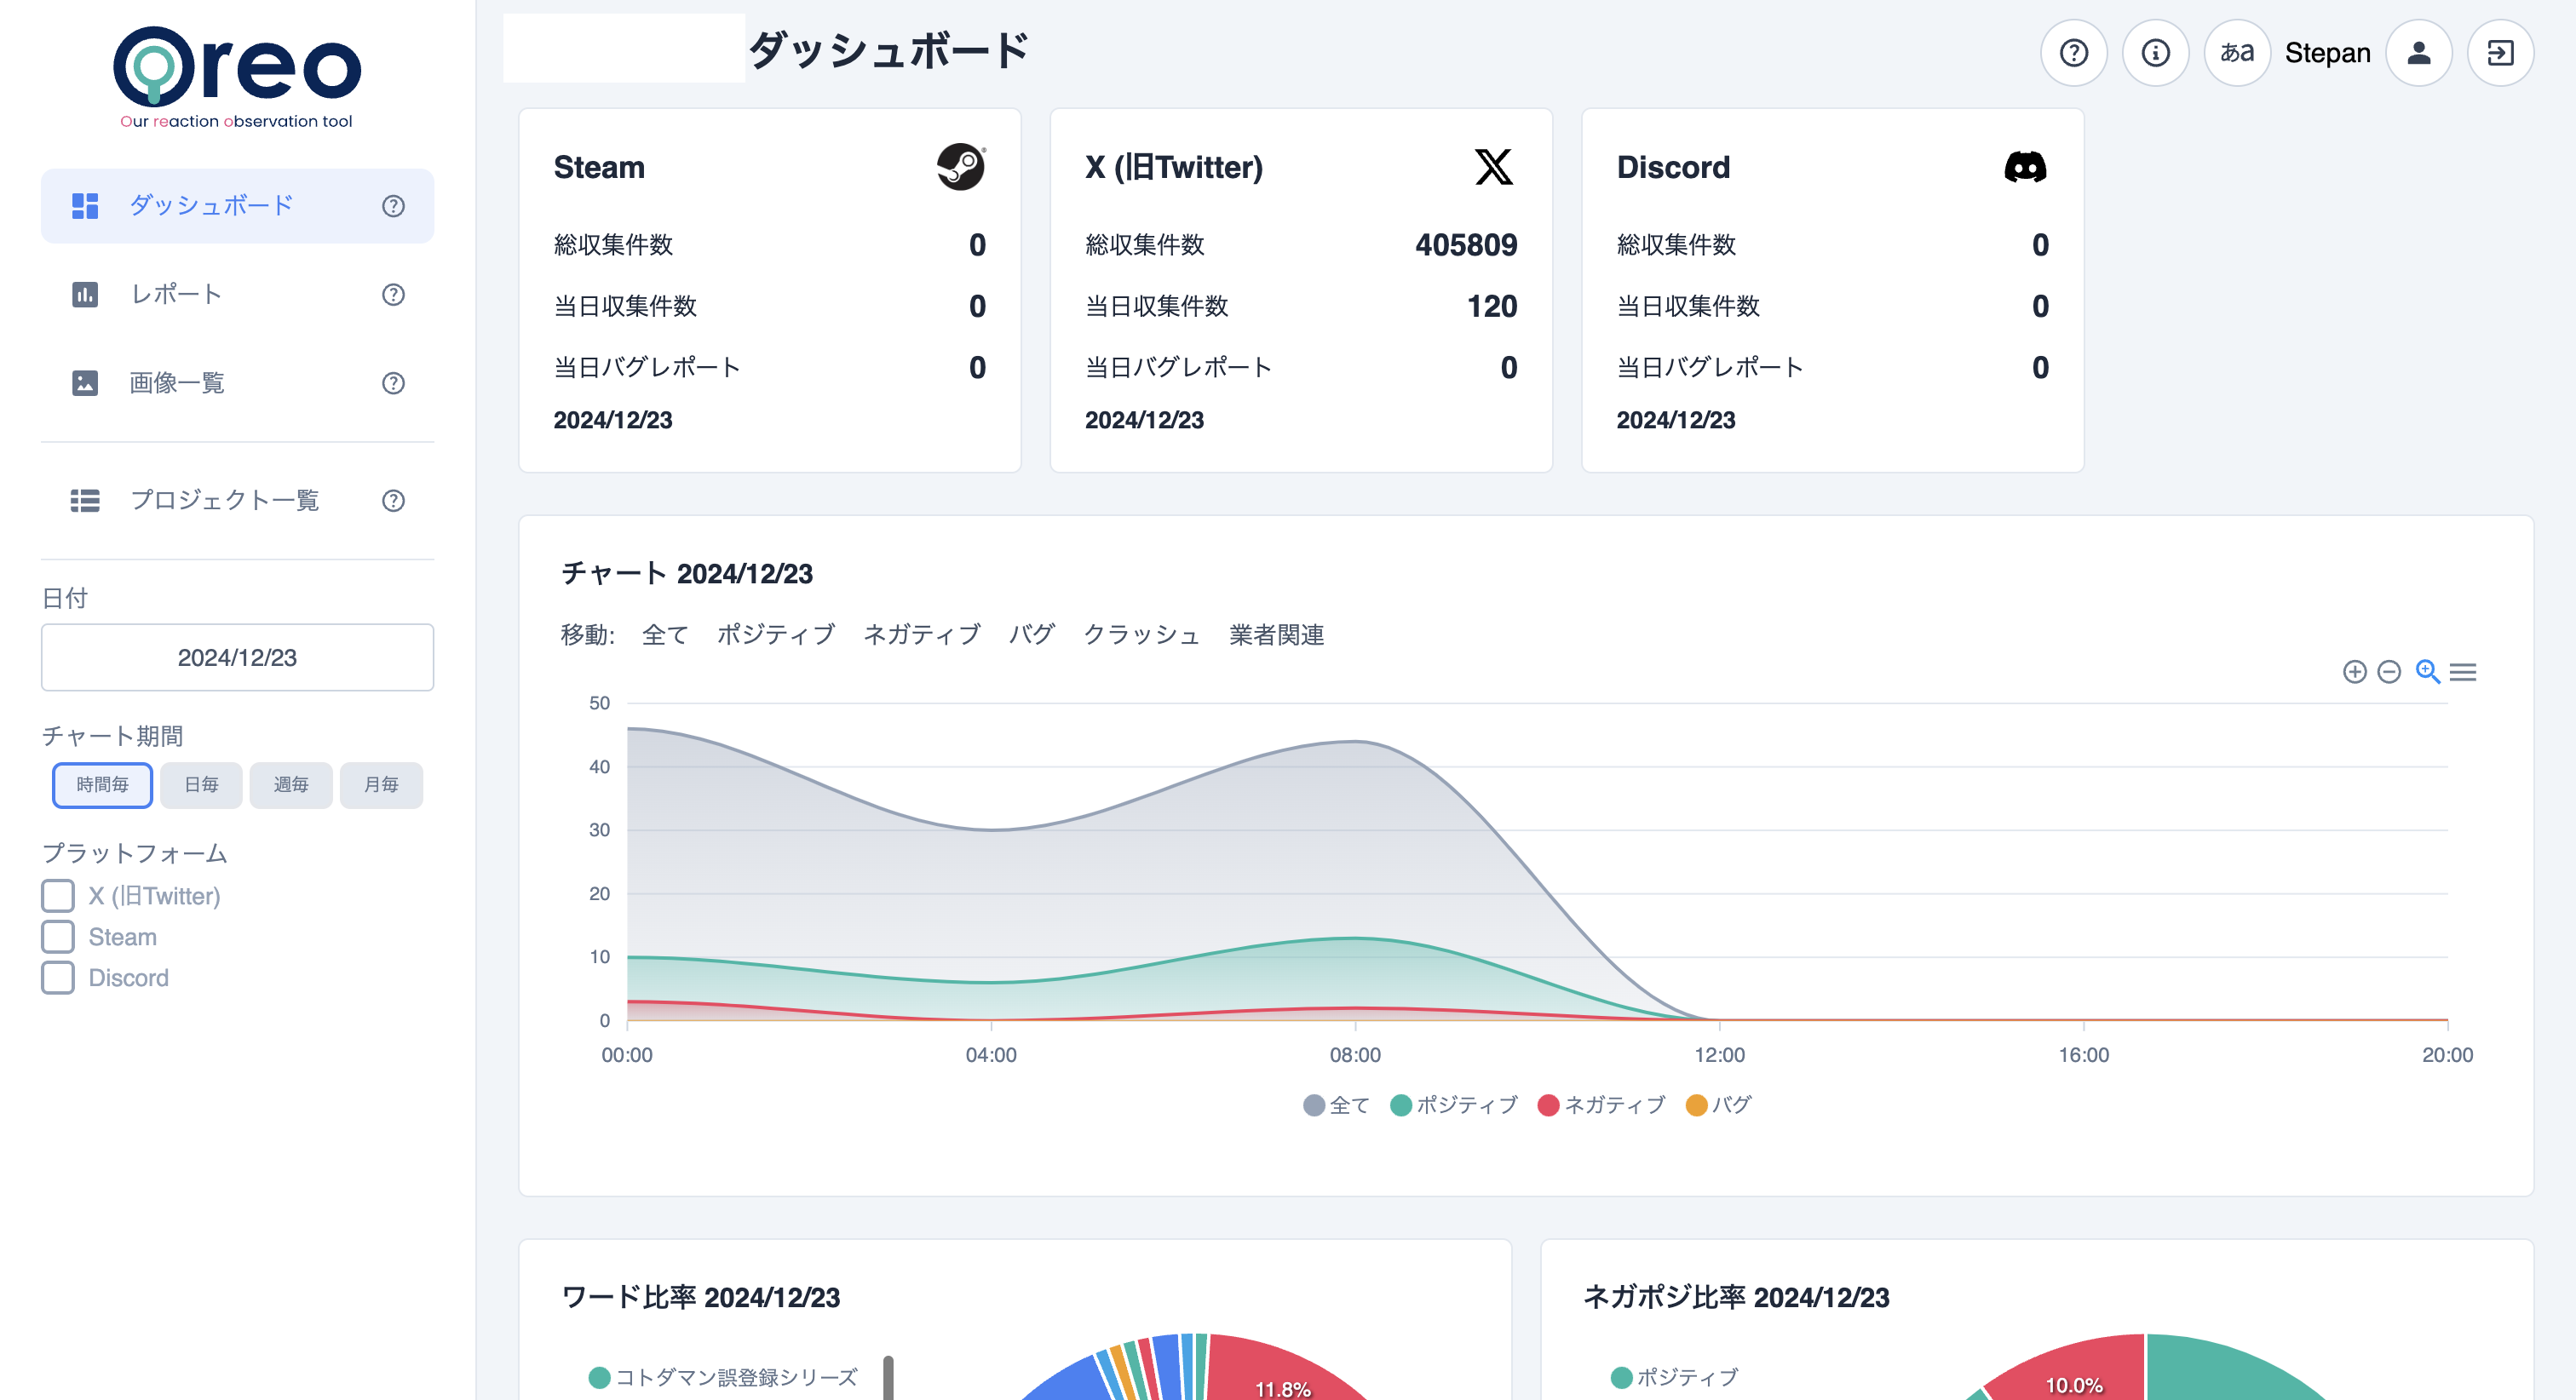 Oreo
Our reaction observation tool
ダッシュボード
レポート
画像一覧
プロジェクト一覧
日付
2024/12/23
チャート期間
時間毎 日毎 週毎 月毎
プラットフォーム
X (旧Twitter)
Steam
Discord
ダッシュボード
あa Stepan
Steam
総収集件数 0
当日収集件数 0
当日バグレポート 0
2024/12/23
X (旧Twitter)
総収集件数 405809
当日収集件数 120
当日バグレポート 0
2024/12/23
Discord
総収集件数 0
当日収集件数 0
当日バグレポート 0
2024/12/23
チャート 2024/12/23
移動: 全て ポジティブ ネガティブ バグ クラッシュ 業者関連
50
40
30
20
10
0
00:00 04:00 08:00 12:00 16:00 20:00
全て ポジティブ ネガティブ バグ
ワード比率 2024/12/23
コトダマン誤登録シリーズ
11.8%
ネガポジ比率 2024/12/23
ポジティブ
10.0%